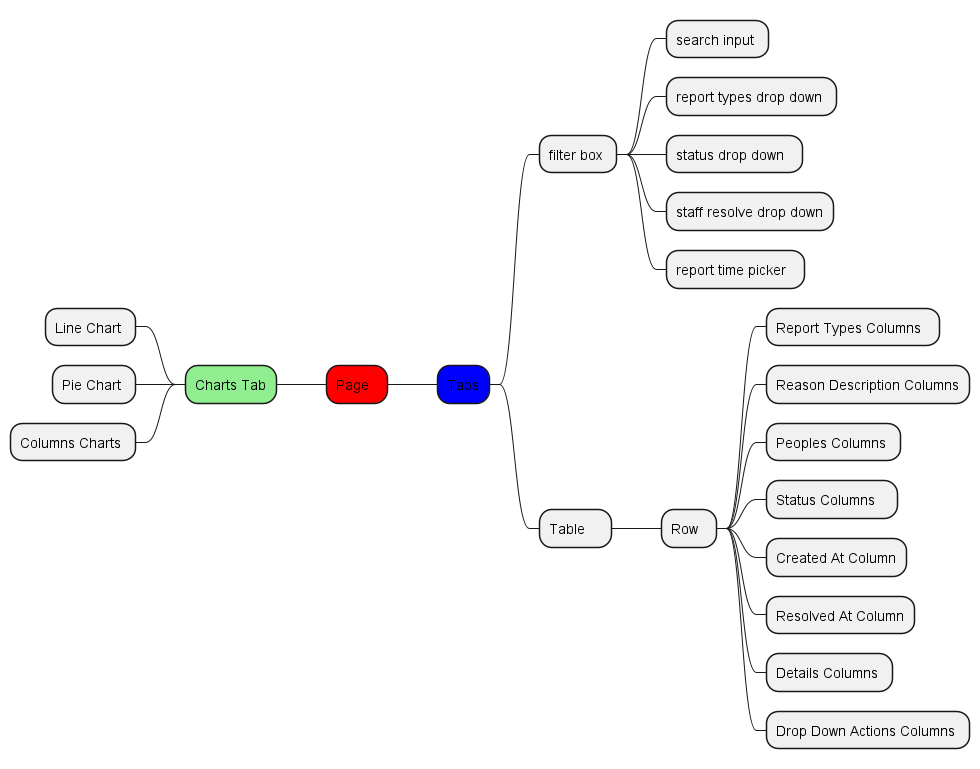 search input
report types drop down
filter box
status drop down
staff resolve drop down
report time picker
Line Chart
Report Types Columns
Pie Chart
Charts Tab
Page
Tabs
Reason Description Columns
Columns Charts
Peoples Columns
Status Columns
Table
Row
Created At Column
Resolved At Column
Details Columns
Drop Down Actions Columns